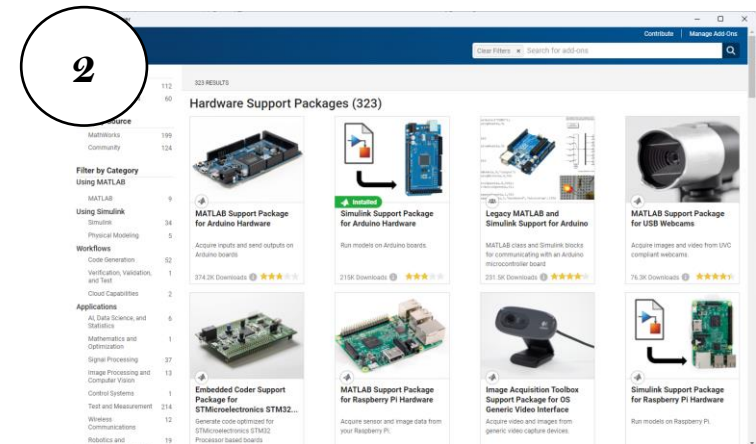 Contribute
Manage Add-Ons
Clear Filters × Search for add-ons
2
112
60
MathWorks 199
Community 124
Filter by Category
Using MATLAB
MATLAB 9
Using Simulink
Simulink 34
Physical Modeling 5
Workflows
Code Generation 52
Verification, Validation, 1
and Test
Cloud Capabilities 2
Applications
AI, Data Science, and 6
Statistics
Mathematics and 1
Optimization
Signal Processing 37
Image Processing and 13
Computer Vision
Control Systems 1
Test and Measurement 214
Wireless 12
Communications
Robotics and 19
323 RESULTS
Hardware Support Packages (323)
MATLAB Support Package
for Arduino Hardware
Acquire inputs and send outputs on
Arduino boards
374.2K Downloads
Installed
Simulink Support Package
for Arduino Hardware
Run models on Arduino boards.
215K Downloads
Legacy MATLAB and
Simulink Support for Arduino
MATLAB class and Simulink blocks
for communicating with an Arduino
microcontroller board
231.5K Downloads
MATLAB Support Package
for USB Webcams
Acquire images and video from UVC
compliant webcams.
76.3K Downloads
Embedded Coder Support
Package for
STMicroelectronics STM32...
Generate code optimized for
STMicroelectronics STM32
Processor based boards
MATLAB Support Package
for Raspberry Pi Hardware
Acquire sensor and image data from
your Raspberry Pi.
Image Acquisition Toolbox
Support Package for OS
Generic Video Interface
Acquire video and images from
generic video capture devices.
Simulink Support Package
for Raspberry Pi Hardware
Run models on Raspberry Pi.